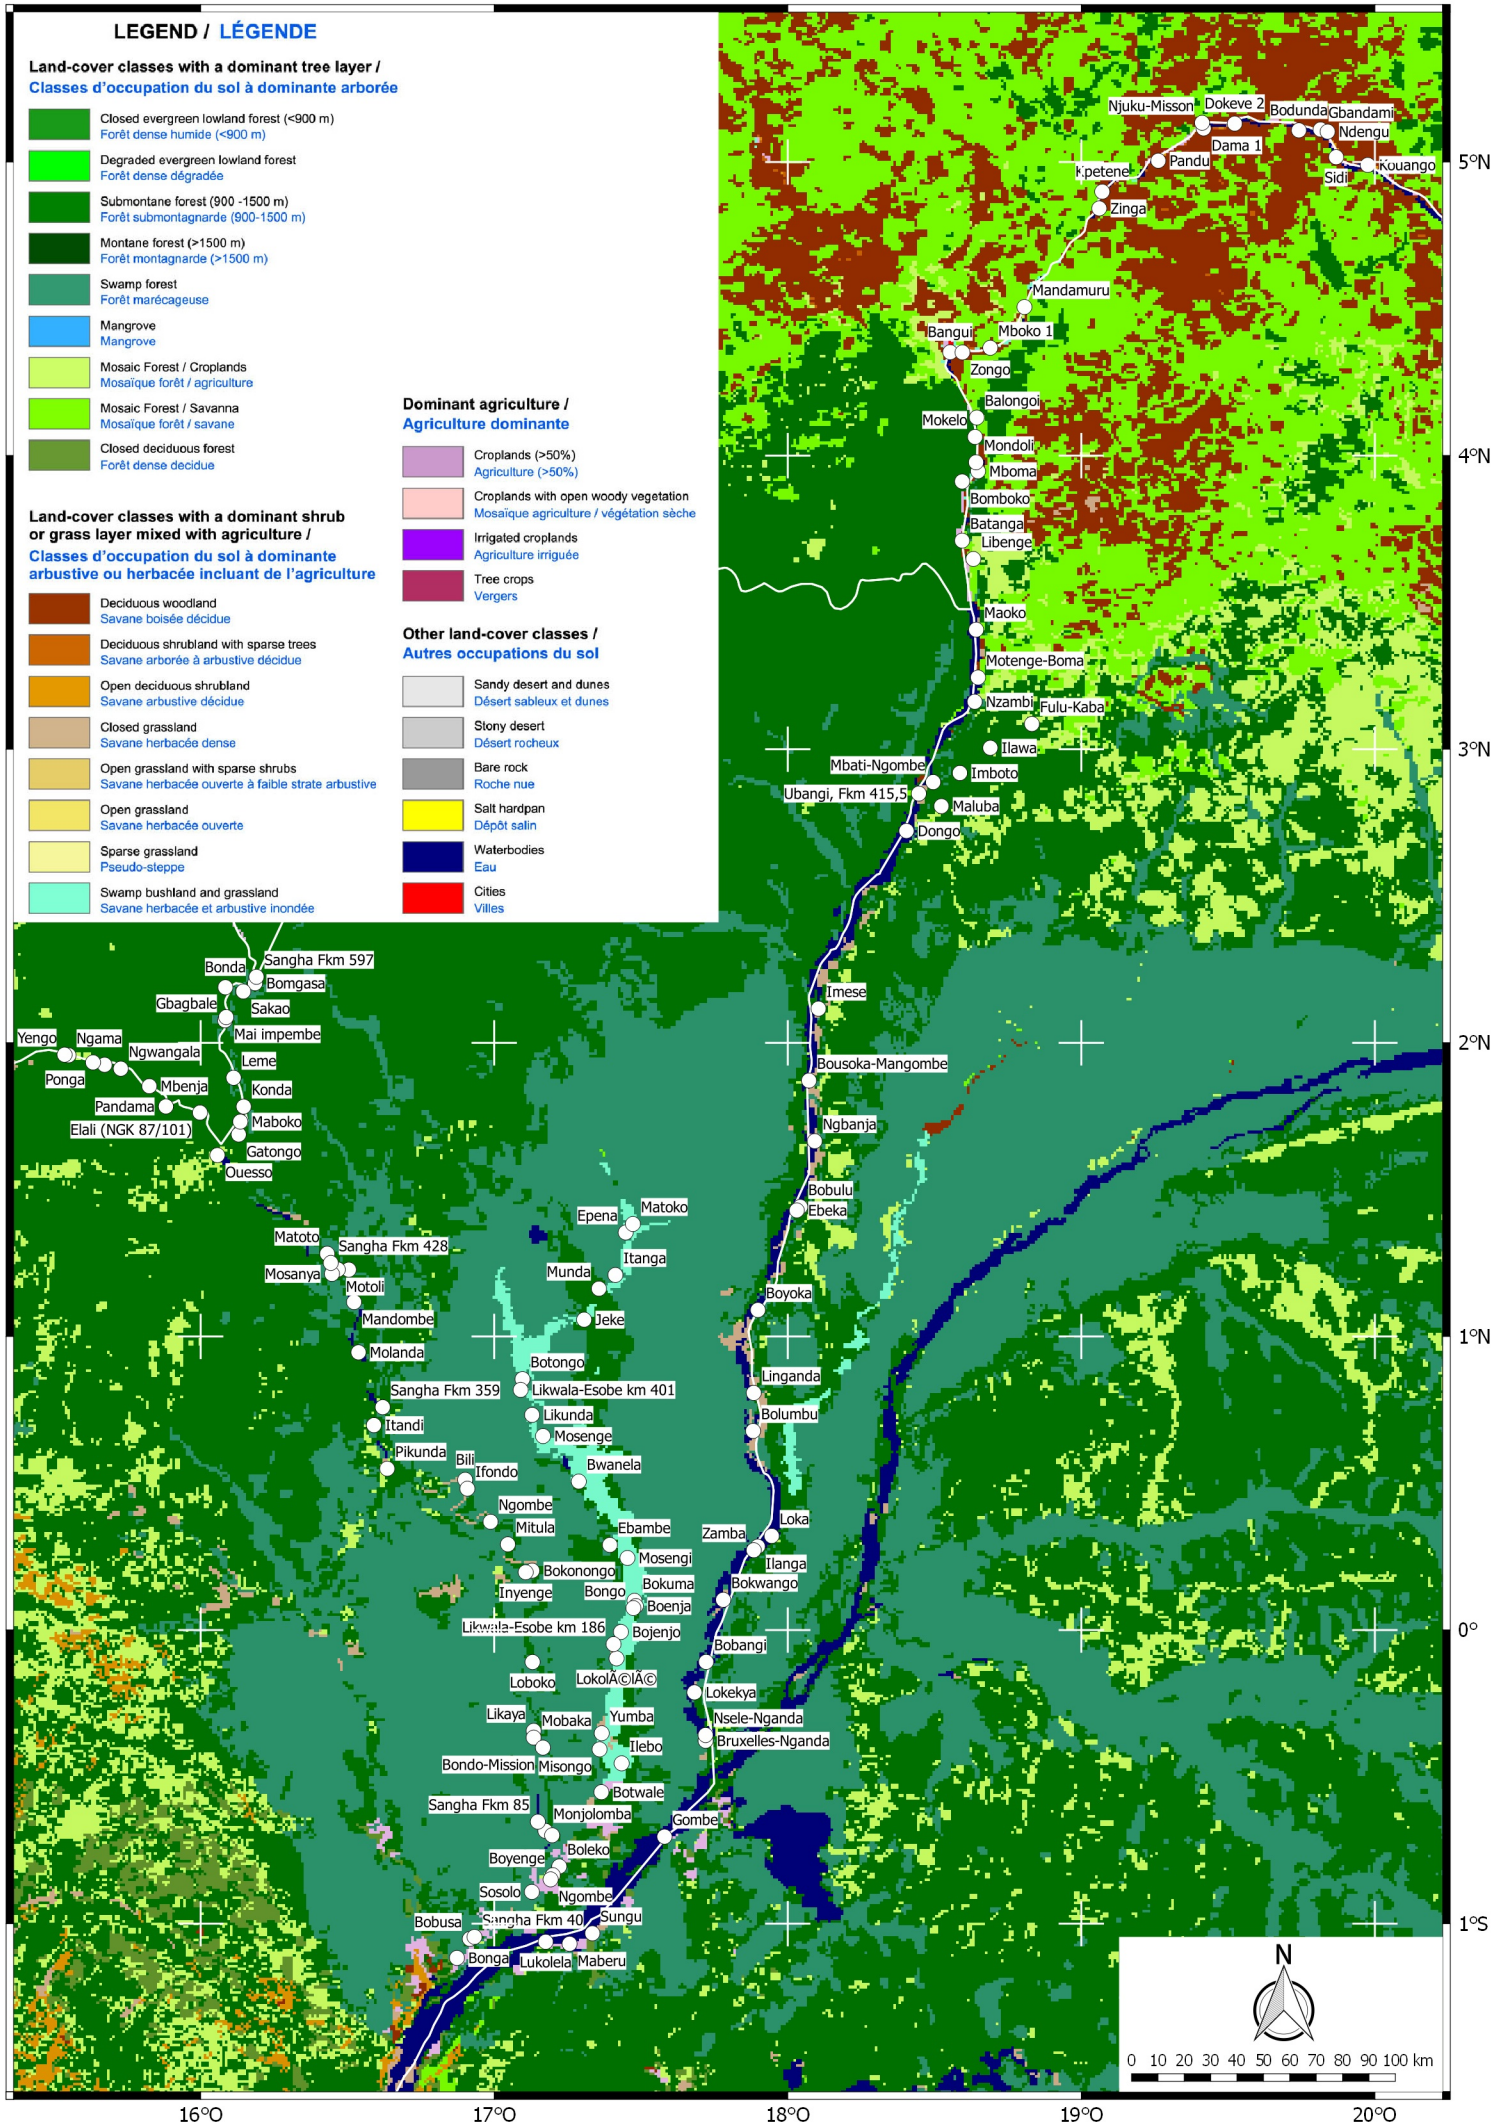 LEGEND / LÉGENDE
Land-cover classes with a dominant tree layer /
Classes d'occupation du sol à dominante arborée
Closed evergreen lowland forest (<900 m)
Forêt dense humide (<900 m)
Degraded evergreen lowland forest
Forêt dense dégradée
Submontane forest (900 -1500 m)
Forêt submontagnarde (900-1500 m)
Montane forest (>1500 m)
Forêt montagnarde (>1500 m)
Swamp forest
Forêt marécageuse
Mangrove
Mangrove
Mosaic Forest / Croplands
Mosaïque forêt / agriculture
Mosaic Forest / Savanna
Mosaïque forêt / savane
Closed deciduous forest
Forêt dense decidue
Land-cover classes with a dominant shrub
or grass layer mixed with agriculture /
Classes d'occupation du sol à dominante
arbustive ou herbacée incluant de l'agriculture
Deciduous woodland
Savane boisée décidue
Deciduous shrubland with sparse trees
Savane arborée à arbustive décidue
Open deciduous shrubland
Savane arbustive décidue
Closed grassland
Savane herbacée dense
Open grassland with sparse shrubs
Savane herbacée ouverte à faible strate arbustive
Open grassland
Savane herbacée ouverte
Sparse grassland
Pseudo-steppe
Swamp bushland and grassland
Savane herbacée et arbustive inondée
Dominant agriculture /
Agriculture dominante
Croplands (>50%)
Agriculture (>50%)
Croplands with open woody vegetation
Mosaïque agriculture / végétation sèche
Irrigated croplands
Agriculture irriguée
Tree crops
Vergers
Other land-cover classes /
Autres occupations du sol
Sandy desert and dunes
Désert sableux et dunes
Stony desert
Désert rocheux
Bare rock
Roche nue
Salt hardpan
Dépôt salin
Waterbodies
Eau
Cities
Villes
Njuku-Misson
Dokeve 2
Bodunda
Gbandami
Ndengu
Dama 1
Pandu
Kpetene
Sidi
Kouango
5°N
Zinga
Mandamuru
Bangui
Mboko 1
Zongo
Balongoi
Mokelo
Mondoli
4°N
Mboma
Bomboko
Batanga
Libenge
Maoko
Motenge-Boma
Nzambi
Fulu-Kaba
Ilawa
3°N
Mbati-Ngombe
Imboto
Ubangi, Fkm 415,5
Maluba
Dongo
Bonda
Sangha Fkm 597
Bomgasa
Gbagbale
Sakao
Imese
Mai impembe
Yengo
Ngama
Ngwangala
2°N
Leme
Bousoka-Mangombe
Ponga
Mbenja
Konda
Pandama
Maboko
Elali (NGK 87/101)
Ngbanja
Gatongo
Ouesso
Bobulu
Ebeka
Epena
Matoko
Matoto
Sangha Fkm 428
Itanga
Mosanya
Munda
Motoli
Boyoka
Mandombe
Jeke
1°N
Molanda
Botongo
Sangha Fkm 359
Likwala-Esobe km 401
Linganda
Itandi
Likunda
Bolumbu
Mosenge
Pikunda
Bili
Ifondo
Bwanela
Ngombe
Mitula
Ebambe
Zamba
Loka
Mosengi
Ilanga
Bokonongo
Inyenge
Bongo
Bokuma
Boenja
Bokwango
Likwala-Esobe km 186
Bojenjo
0°
Bobangi
Loboko
LokolÃ©lÃ©
Lokekya
Likaya
Mobaka
Yumba
Nsele-Nganda
Bruxelles-Nganda
Bondo-Mission
Misongo
Ilebo
Botwale
Sangha Fkm 85
Monjolomba
Gombe
Boyenge
Boleko
Sosolo
Ngombe
Bobusa
Sangha Fkm 40
Sungu
1°S
Bonga
Lukolela
Maberu
N
0 10 20 30 40 50 60 70 80 90 100 km
16°O
17°O
18°O
19°O
20°O